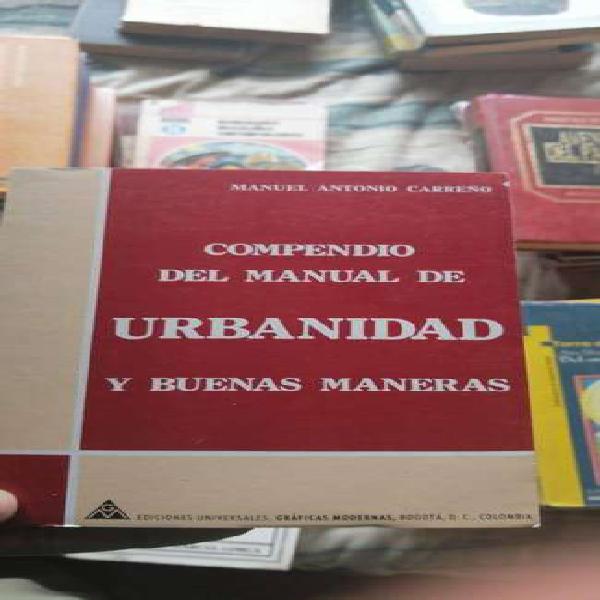 MANUEL ANTONIO CARREÑO
COMPENDIO
DEL MANUAL DE
URBANIDAD
Y BUENAS MANERAS
EDICIONES UNIVERSALES, GRÁFICAS MODERNAS, BOGOTÁ, D. C., COLOMBIA